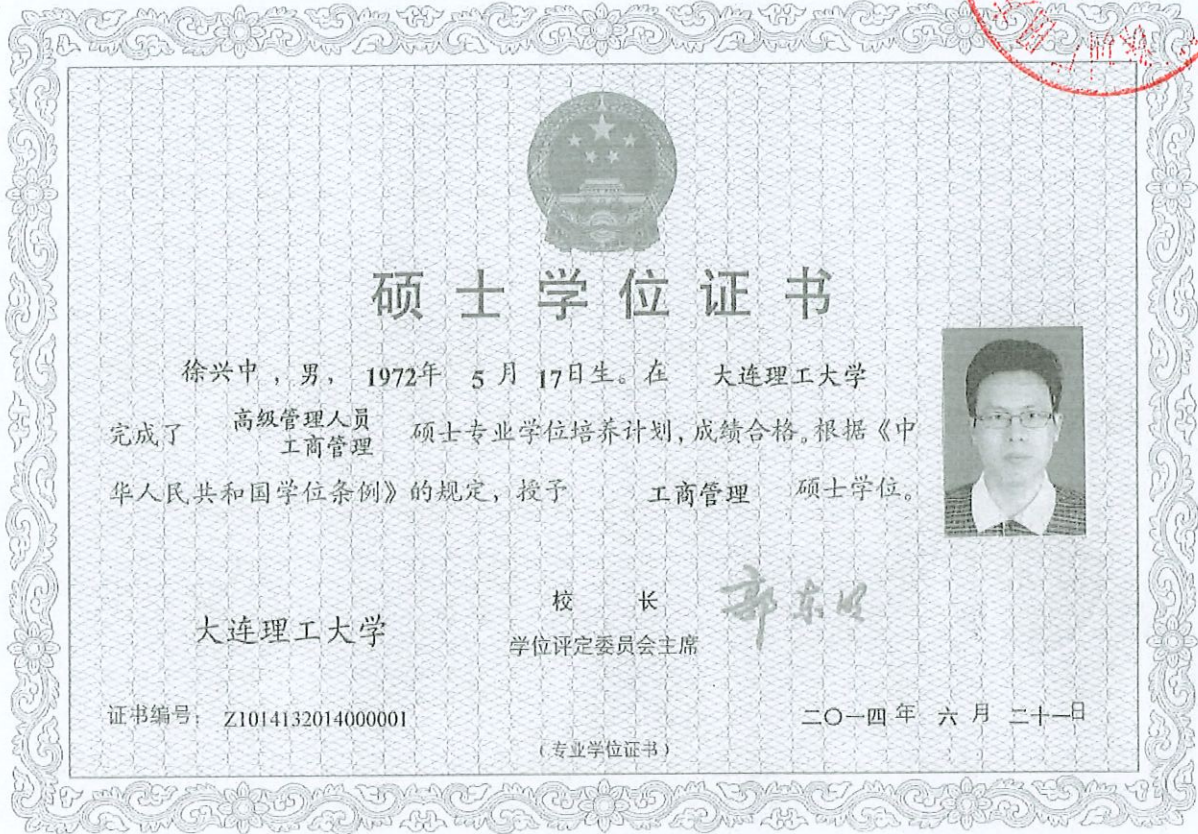 硕士学位证书
徐兴中，男， 1972年 5月 17日生。在 大连理工大学
完成了 高级管理人员工商管理 硕士专业学位培养计划，成绩合格。根据《中
华人民共和国学位条例》的规定，授予 工商管理 硕士学位。
大连理工大学
校 长 郭东明
学位评定委员会主席
证书编号：Z1014132014000001
二〇一四年 六月 二十一日
（专业学位证书）